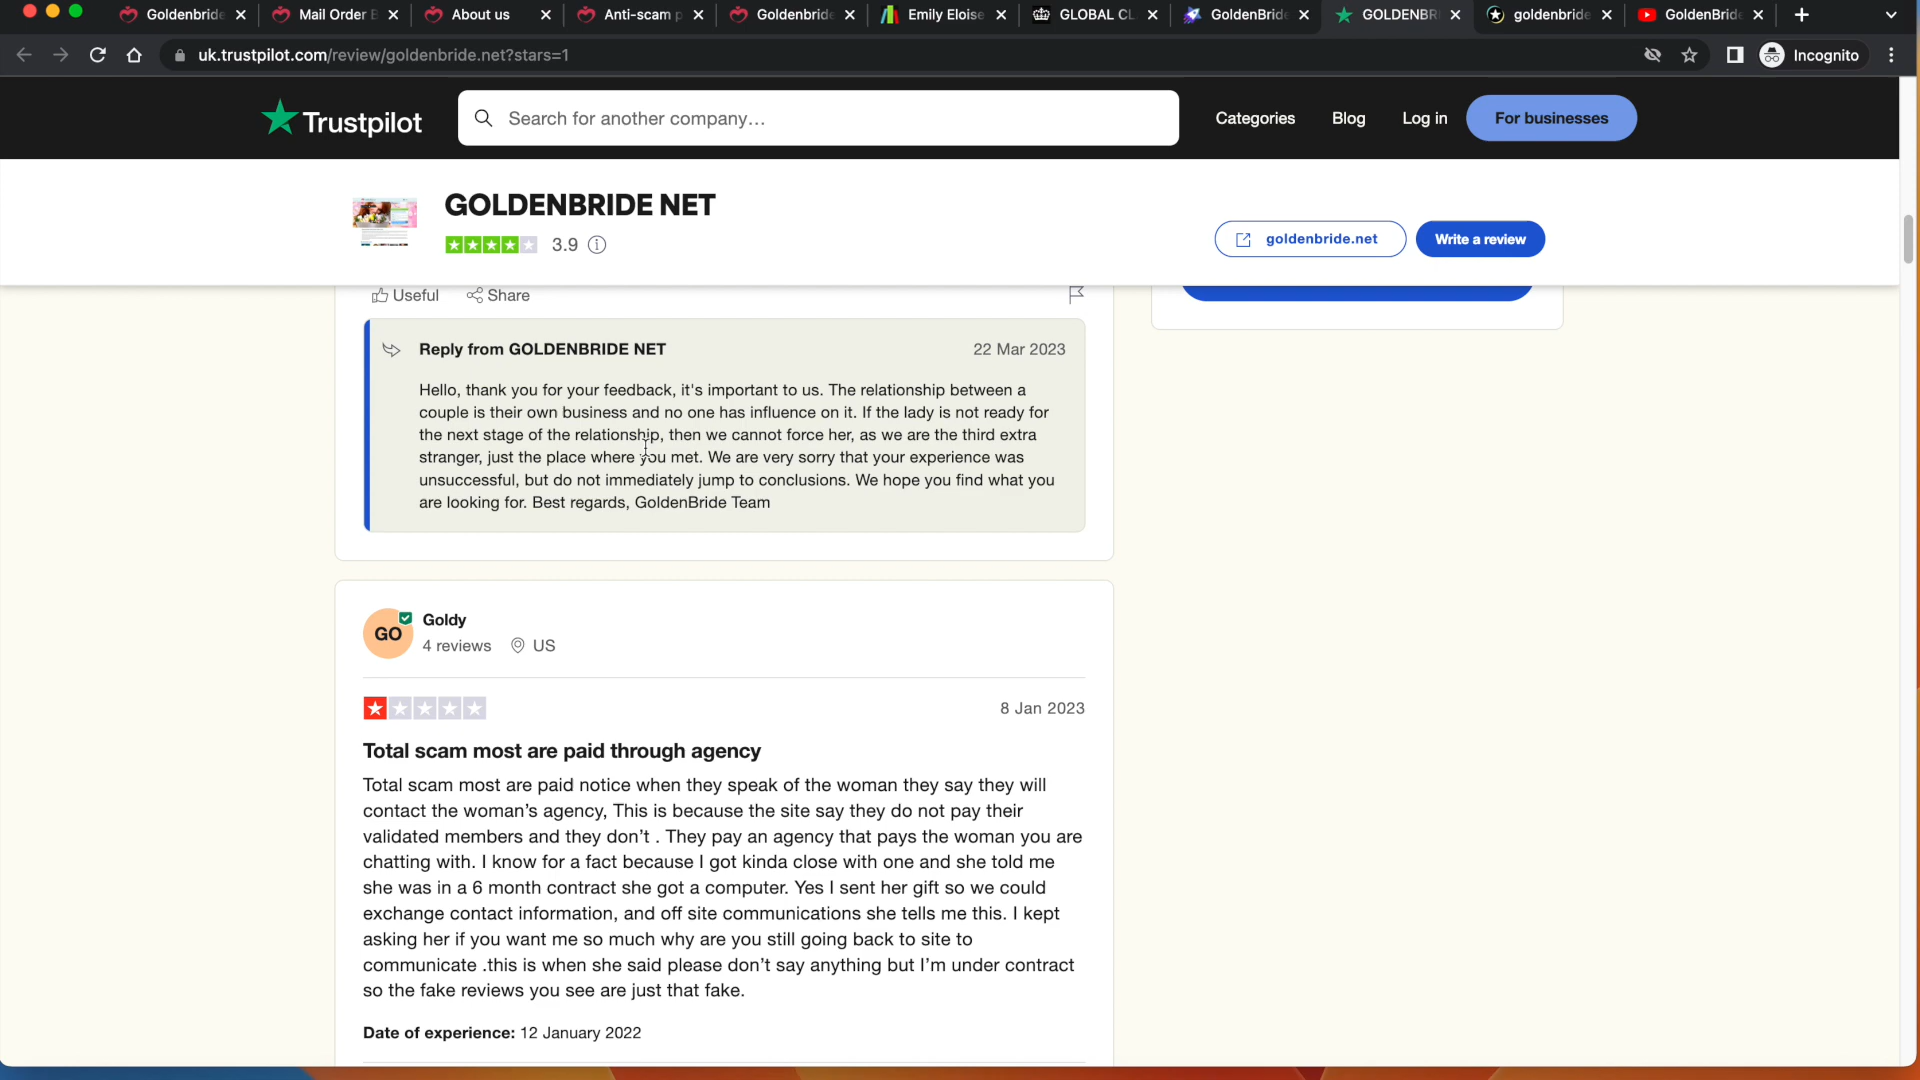 Goldenbride
Mail Order B
About us
Anti-scam p
Goldenbride
Emily Eloise
GLOBAL CL
GoldenBride
GOLDENBRI
goldenbride
GoldenBride
uk.trustpilot.com/review/goldenbride.net?stars=1
Incognito
Trustpilot
Search for another company…
Categories
Blog
Log in
For businesses
GOLDENBRIDE NET
3.9
goldenbride.net
Write a review
Useful
Share
Reply from GOLDENBRIDE NET
22 Mar 2023
Hello, thank you for your feedback, it's important to us. The relationship between a
couple is their own business and no one has influence on it. If the lady is not ready for
the next stage of the relationship, then we cannot force her, as we are the third extra
stranger, just the place where you met. We are very sorry that your experience was
unsuccessful, but do not immediately jump to conclusions. We hope you find what you
are looking for. Best regards, GoldenBride Team
GO
Goldy
4 reviews
US
8 Jan 2023
Total scam most are paid through agency
Total scam most are paid notice when they speak of the woman they say they will
contact the woman’s agency, This is because the site say they do not pay their
validated members and they don’t . They pay an agency that pays the woman you are
chatting with. I know for a fact because I got kinda close with one and she told me
she was in a 6 month contract she got a computer. Yes I sent her gift so we could
exchange contact information, and off site communications she tells me this. I kept
asking her if you want me so much why are you still going back to site to
communicate .this is when she said please don’t say anything but I’m under contract
so the fake reviews you see are just that fake.
Date of experience: 12 January 2022